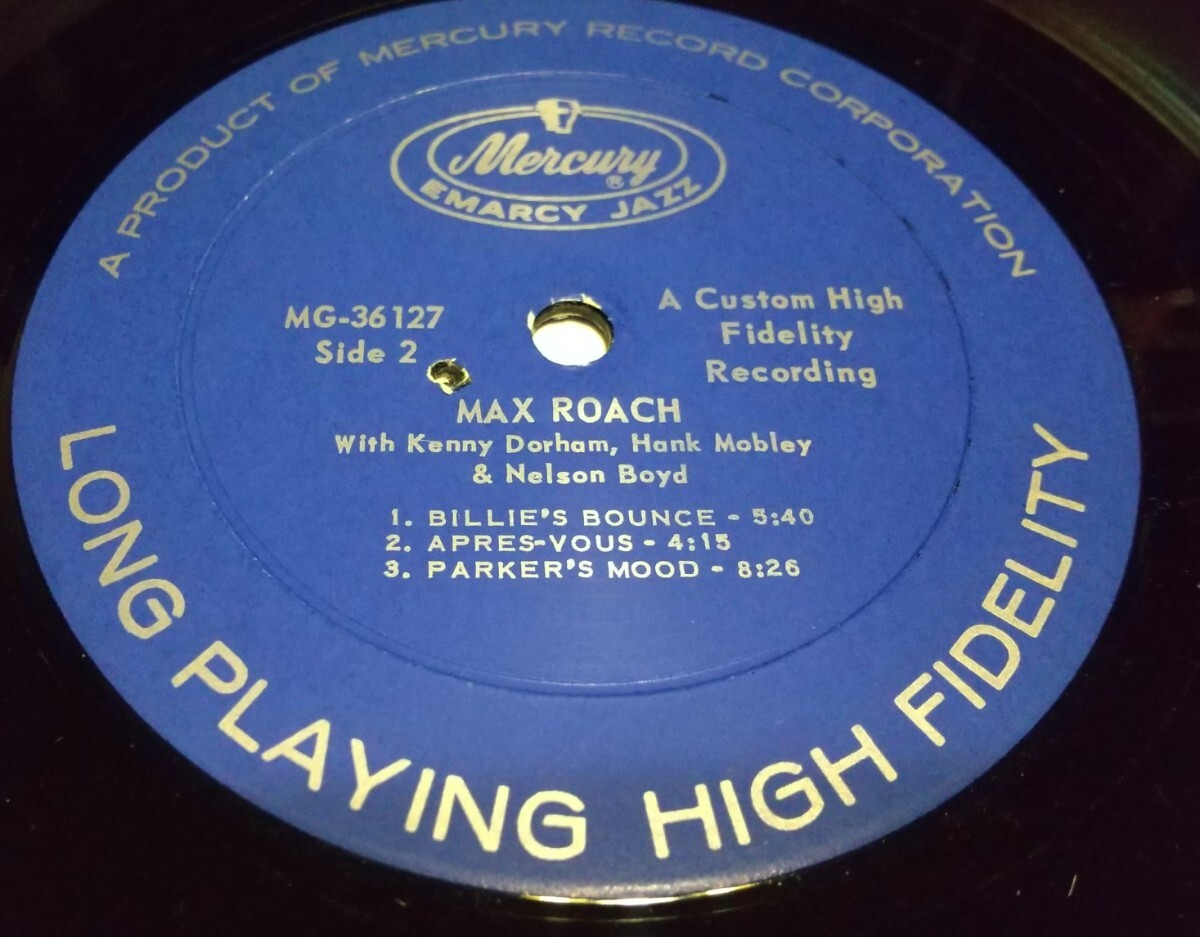 A PRODUCT OF MERCURY RECORD CORPORATION
Mercury®
EMARCY JAZZ
MG-36127
Side 2
A Custom High
Fidelity
Recording
MAX ROACH
With Kenny Dorham, Hank Mobley
& Nelson Boyd
1. BILLIE'S BOUNCE - 5:40
2. APRES-VOUS - 4:15
3. PARKER'S MOOD - 8:26
LONG PLAYING HIGH FIDELITY